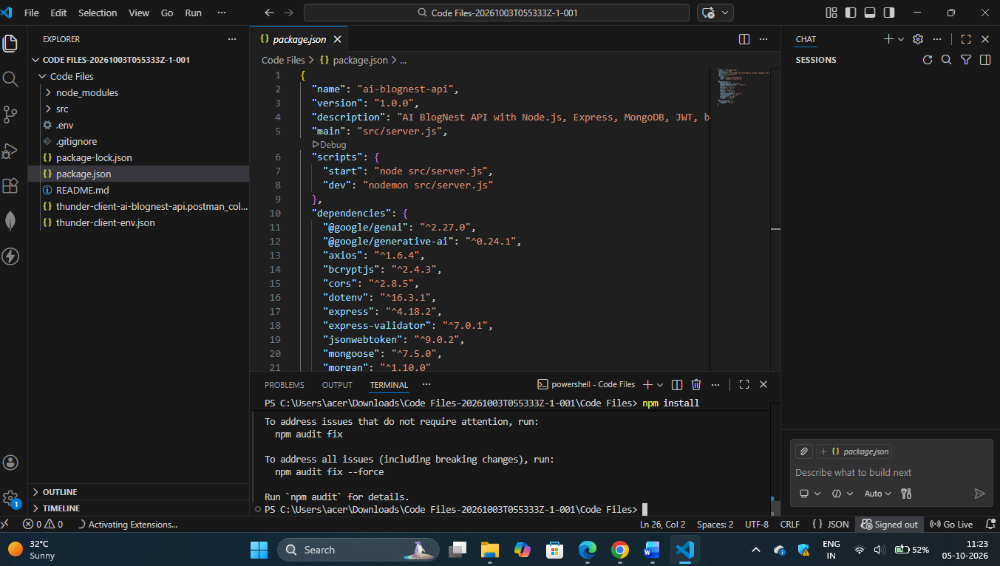 File Edit Selection View Go Run ···
Code Files-20261003T055333Z-1-001
EXPLORER
CODE FILES-20261003T055333Z-1-001
Code Files
node_modules
src
.env
.gitignore
package-lock.json
package.json
README.md
thunder-client-ai-blognest-api.postman_col...
thunder-client-env.json
OUTLINE
TIMELINE
package.json
Code Files > {} package.json > ...
1 {
2 "name": "ai-blognest-api",
3 "version": "1.0.0",
4 "description": "AI BlogNest API with Node.js, Express, MongoDB, JWT, b
5 "main": "src/server.js",
Debug
6 "scripts": {
7 "start": "node src/server.js",
8 "dev": "nodemon src/server.js"
9 },
10 "dependencies": {
11 "@google/genai": "^2.27.0",
12 "@google/generative-ai": "^0.24.1",
13 "axios": "^1.6.4",
14 "bcryptjs": "^2.4.3",
15 "cors": "^2.8.5",
16 "dotenv": "^16.3.1",
17 "express": "^4.18.2",
18 "express-validator": "^7.0.1",
19 "jsonwebtoken": "^9.0.2",
20 "mongoose": "^7.5.0",
21 "morgan": "^1.10.0"
PROBLEMS OUTPUT TERMINAL ···
powershell - Code Files
PS C:\Users\acer\Downloads\Code Files-20261003T055333Z-1-001\Code Files> npm install
To address issues that do not require attention, run:
npm audit fix
To address all issues (including breaking changes), run:
npm audit fix --force
Run `npm audit` for details.
PS C:\Users\acer\Downloads\Code Files-20261003T055333Z-1-001\Code Files>
CHAT
SESSIONS
+ {} package.json
Describe what to build next
Auto
1
0 0 Activating Extensions...
Ln 26, Col 2 Spaces: 2 UTF-8 CRLF {} JSON Signed out Go Live
32°C
Sunny
Search
ENG
IN
52%
11:23
05-10-2026